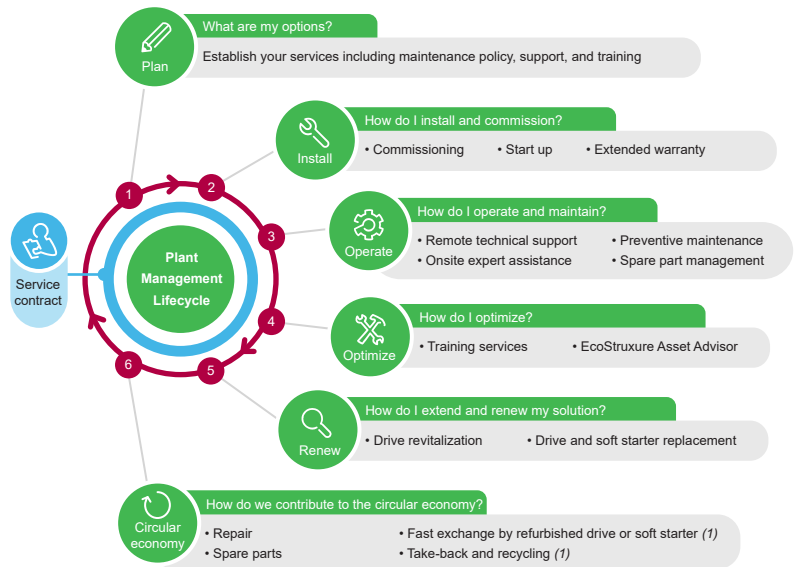 What are my options?
Plan
Establish your services including maintenance policy, support, and training
How do I install and commission?
Install
• Commissioning • Start up • Extended warranty
1
2
3
4
5
6
Plant
Management
Lifecycle
Service
contract
How do I operate and maintain?
Operate
• Remote technical support • Preventive maintenance
• Onsite expert assistance • Spare part management
How do I optimize?
Optimize
• Training services • EcoStruxure Asset Advisor
How do I extend and renew my solution?
Renew
• Drive revitalization • Drive and soft starter replacement
How do we contribute to the circular economy?
Circular
economy
• Repair • Fast exchange by refurbished drive or soft starter (1)
• Spare parts • Take-back and recycling (1)